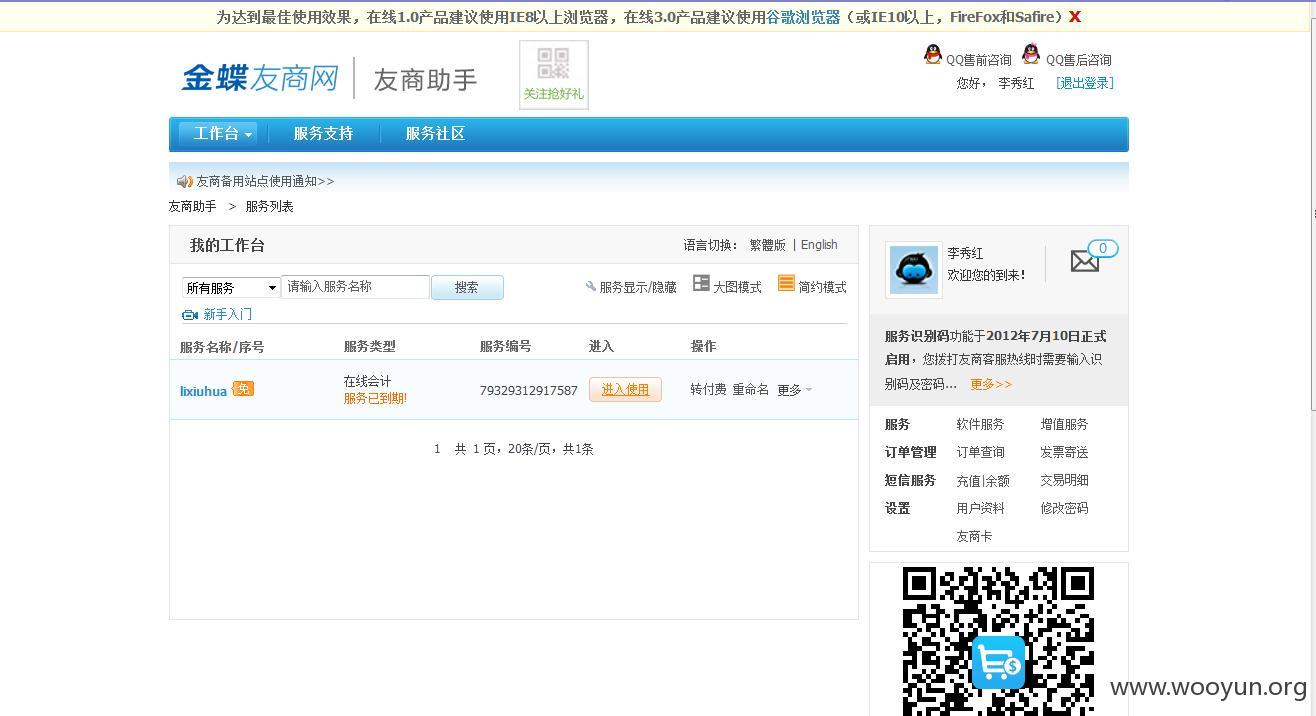 为达到最佳使用效果，在线1.0产品建议使用IE8以上浏览器，在线3.0产品建议使用谷歌浏览器（或IE10以上，FireFox和Safire） X
金蝶友商网 友商助手
关注抢好礼
QQ售前咨询 QQ售后咨询
您好， 李秀红 [退出登录]
工作台 服务支持 服务社区
友商备用站点使用通知>>
友商助手 > 服务列表
我的工作台 语言切换： 繁體版 | English
所有服务 请输入服务名称 搜索 服务显示/隐藏 大图模式 简约模式
新手入门
服务名称/序号 服务类型 服务编号 进入 操作
lixiuhua 免 在线会计 79329312917587 进入使用 转付费 重命名 更多
服务已到期!
1 共 1 页，20条/页，共1条
李秀红
欢迎您的到来！
0
服务识别码功能于2012年7月10日正式
启用，您拨打友商客服热线时需要输入识
别码及密码... 更多>>
服务 软件服务 增值服务
订单管理 订单查询 发票寄送
短信服务 充值|余额 交易明细
设置 用户资料 修改密码
友商卡
www.wooyun.org